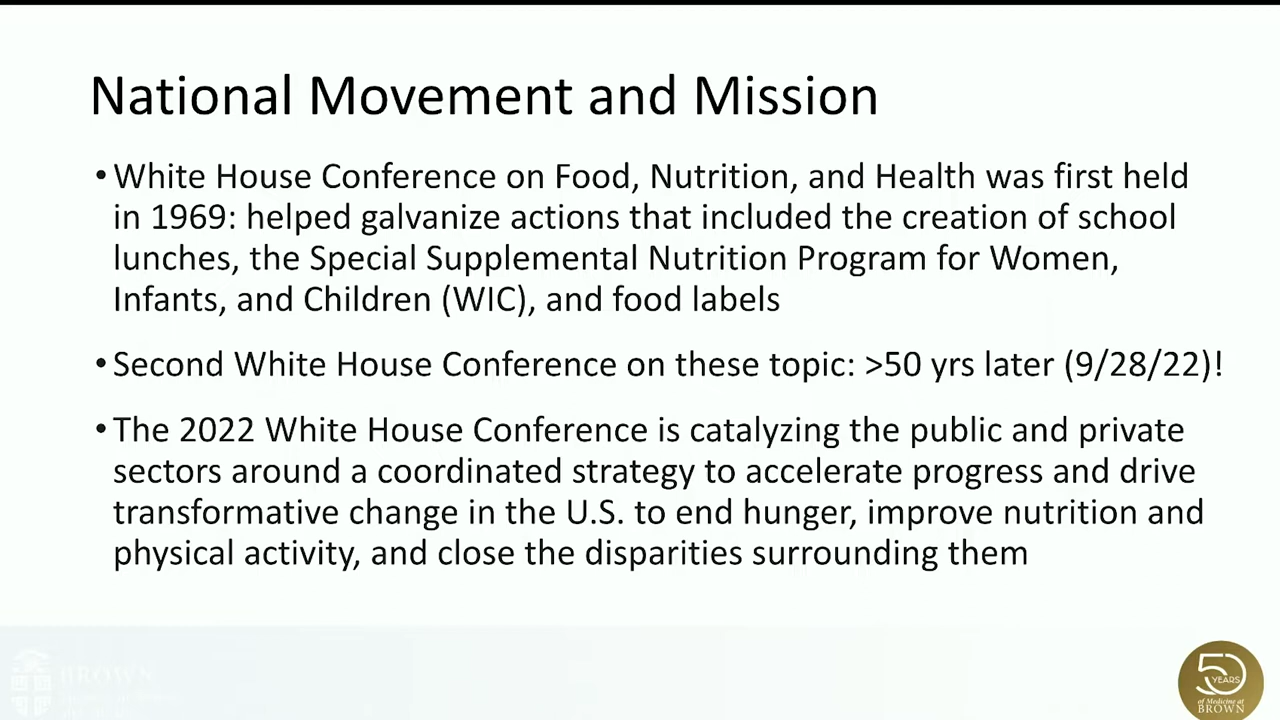 National Movement and Mission
• White House Conference on Food, Nutrition, and Health was first held
in 1969: helped galvanize actions that included the creation of school
lunches, the Special Supplemental Nutrition Program for Women,
Infants, and Children (WIC), and food labels
• Second White House Conference on these topic: >50 yrs later (9/28/22)!
• The 2022 White House Conference is catalyzing the public and private
sectors around a coordinated strategy to accelerate progress and drive
transformative change in the U.S. to end hunger, improve nutrition and
physical activity, and close the disparities surrounding them
BROWN
50
YEARS
of Medicine at
BROWN